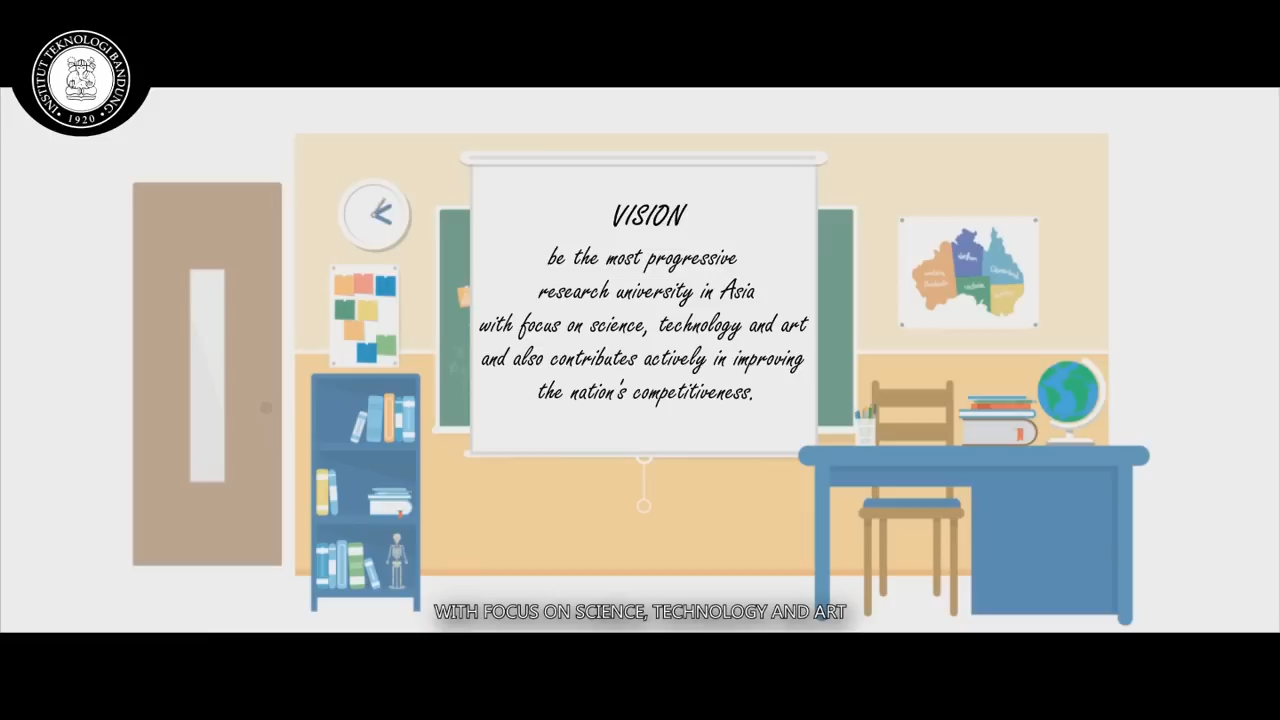 INSTITUT TEKNOLOGI BANDUNG
1920
VISION
be the most progressive
research university in Asia
with focus on science, technology and art
and also contributes actively in improving
the nation's competitiveness.
WITH FOCUS ON SCIENCE, TECHNOLOGY AND ART